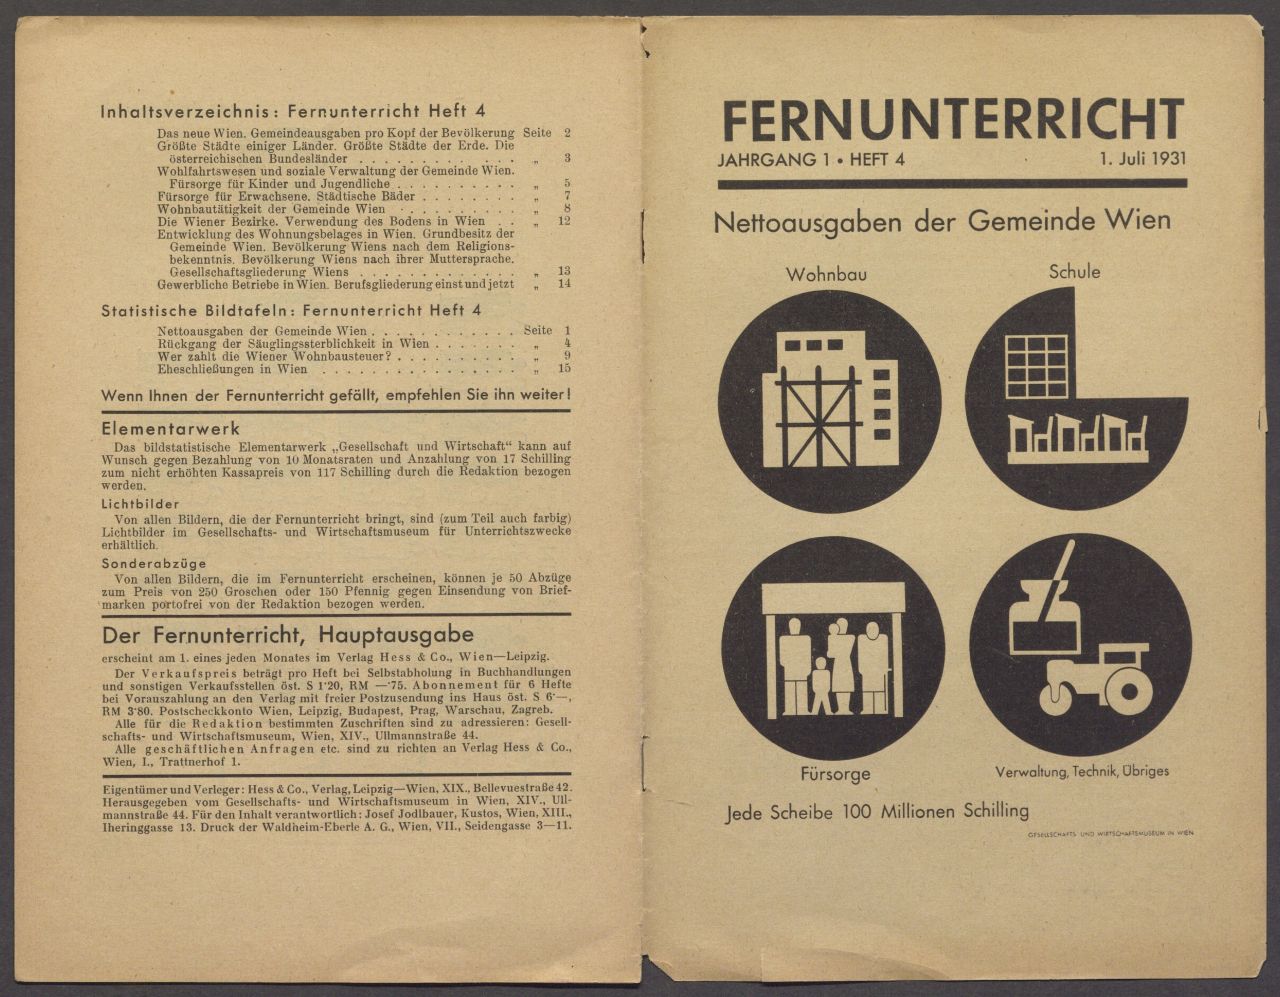 Inhaltsverzeichnis: Fernunterricht Heft 4
Das neue Wien. Gemeindeausgaben pro Kopf der Bevölkerung Seite 2
Größte Städte einiger Länder. Größte Städte der Erde. Die
österreichischen Bundesländer . . . . . . . . . . . . „ 3
Wohlfahrtswesen und soziale Verwaltung der Gemeinde Wien.
Fürsorge für Kinder und Jugendliche . . . . . . . . . . „ 5
Fürsorge für Erwachsene. Städtische Bäder . . . . . . . . „ 7
Wohnbautätigkeit der Gemeinde Wien . . . . . . . . . . „ 8
Die Wiener Bezirke. Verwendung des Bodens in Wien . . „ 12
Entwicklung des Wohnungsbelages in Wien. Grundbesitz der
Gemeinde Wien. Bevölkerung Wiens nach dem Religions-
bekenntnis. Bevölkerung Wiens nach ihrer Muttersprache.
Gesellschaftsgliederung Wiens . . . . . . . . . . . . . „ 13
Gewerbliche Betriebe in Wien. Berufsgliederung einst und jetzt „ 14
Statistische Bildtafeln: Fernunterricht Heft 4
Nettoausgaben der Gemeinde Wien . . . . . . . . . . . . Seite 1
Rückgang der Säuglingssterblichkeit in Wien . . . . . . . „ 4
Wer zahlt die Wiener Wohnbausteuer? . . . . . . . . . . „ 9
Eheschließungen in Wien . . . . . . . . . . . . . . . . „ 15
Wenn Ihnen der Fernunterricht gefällt, empfehlen Sie ihn weiter!
Elementarwerk
Das bildstatistische Elementarwerk „Gesellschaft und Wirtschaft“ kann auf
Wunsch gegen Bezahlung von 10 Monatsraten und Anzahlung von 17 Schilling
zum nicht erhöhten Kassapreis von 117 Schilling durch die Redaktion bezogen
werden.
Lichtbilder
Von allen Bildern, die der Fernunterricht bringt, sind (zum Teil auch farbig)
Lichtbilder im Gesellschafts- und Wirtschaftsmuseum für Unterrichtszwecke
erhältlich.
Sonderabzüge
Von allen Bildern, die im Fernunterricht erscheinen, können je 50 Abzüge
zum Preis von 250 Groschen oder 150 Pfennig gegen Einsendung von Brief-
marken portofrei von der Redaktion bezogen werden.
Der Fernunterricht, Hauptausgabe
erscheint am 1. eines jeden Monates im Verlag Hess & Co., Wien—Leipzig.
Der Verkaufspreis beträgt pro Heft bei Selbstabholung in Buchhandlungen
und sonstigen Verkaufsstellen öst. S 1·20, RM —·75. Abonnement für 6 Hefte
bei Vorauszahlung an den Verlag mit freier Postzusendung ins Haus öst. S 6·—,
RM 3·80. Postscheckkonto Wien, Leipzig, Budapest, Prag, Warschau, Zagreb.
Alle für die Redaktion bestimmten Zuschriften sind zu adressieren: Gesell-
schafts- und Wirtschaftsmuseum, Wien, XIV., Ullmannstraße 44.
Alle geschäftlichen Anfragen etc. sind zu richten an Verlag Hess & Co.,
Wien, I., Trattnerhof 1.
Eigentümer und Verleger: Hess & Co., Verlag, Leipzig—Wien, XIX., Bellevuestraße 42.
Herausgegeben vom Gesellschafts- und Wirtschaftsmuseum in Wien, XIV., Ull-
mannstraße 44. Für den Inhalt verantwortlich: Josef Jodlbauer, Kustos, Wien, XIII.,
Iheringgasse 13. Druck der Waldheim-Eberle A. G., Wien, VII., Seidengasse 3—11.
FERNUNTERRICHT
JAHRGANG 1 • HEFT 4 1. Juli 1931
Nettoausgaben der Gemeinde Wien
Wohnbau
Schule
Fürsorge
Verwaltung, Technik, Übriges
Jede Scheibe 100 Millionen Schilling
GESELLSCHAFTS- UND WIRTSCHAFTSMUSEUM IN WIEN